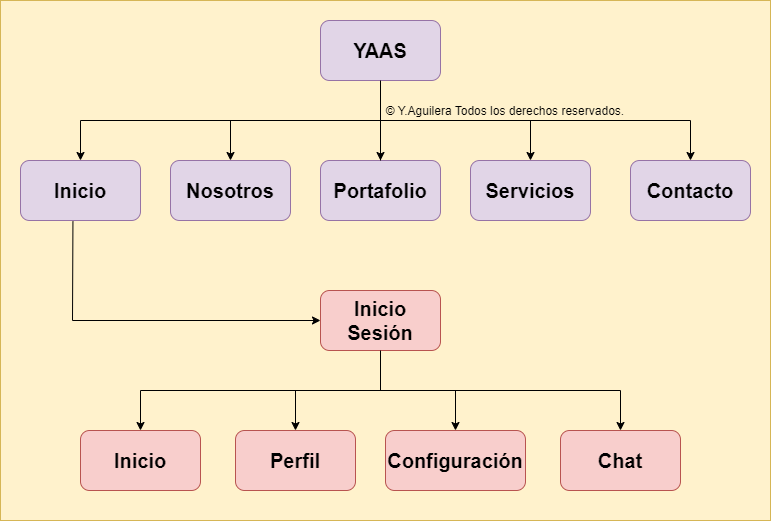 YAAS
© Y.Aguilera Todos los derechos reservados.
Inicio
Nosotros
Portafolio
Servicios
Contacto
Inicio
Sesión
Inicio
Perfil
Configuración
Chat